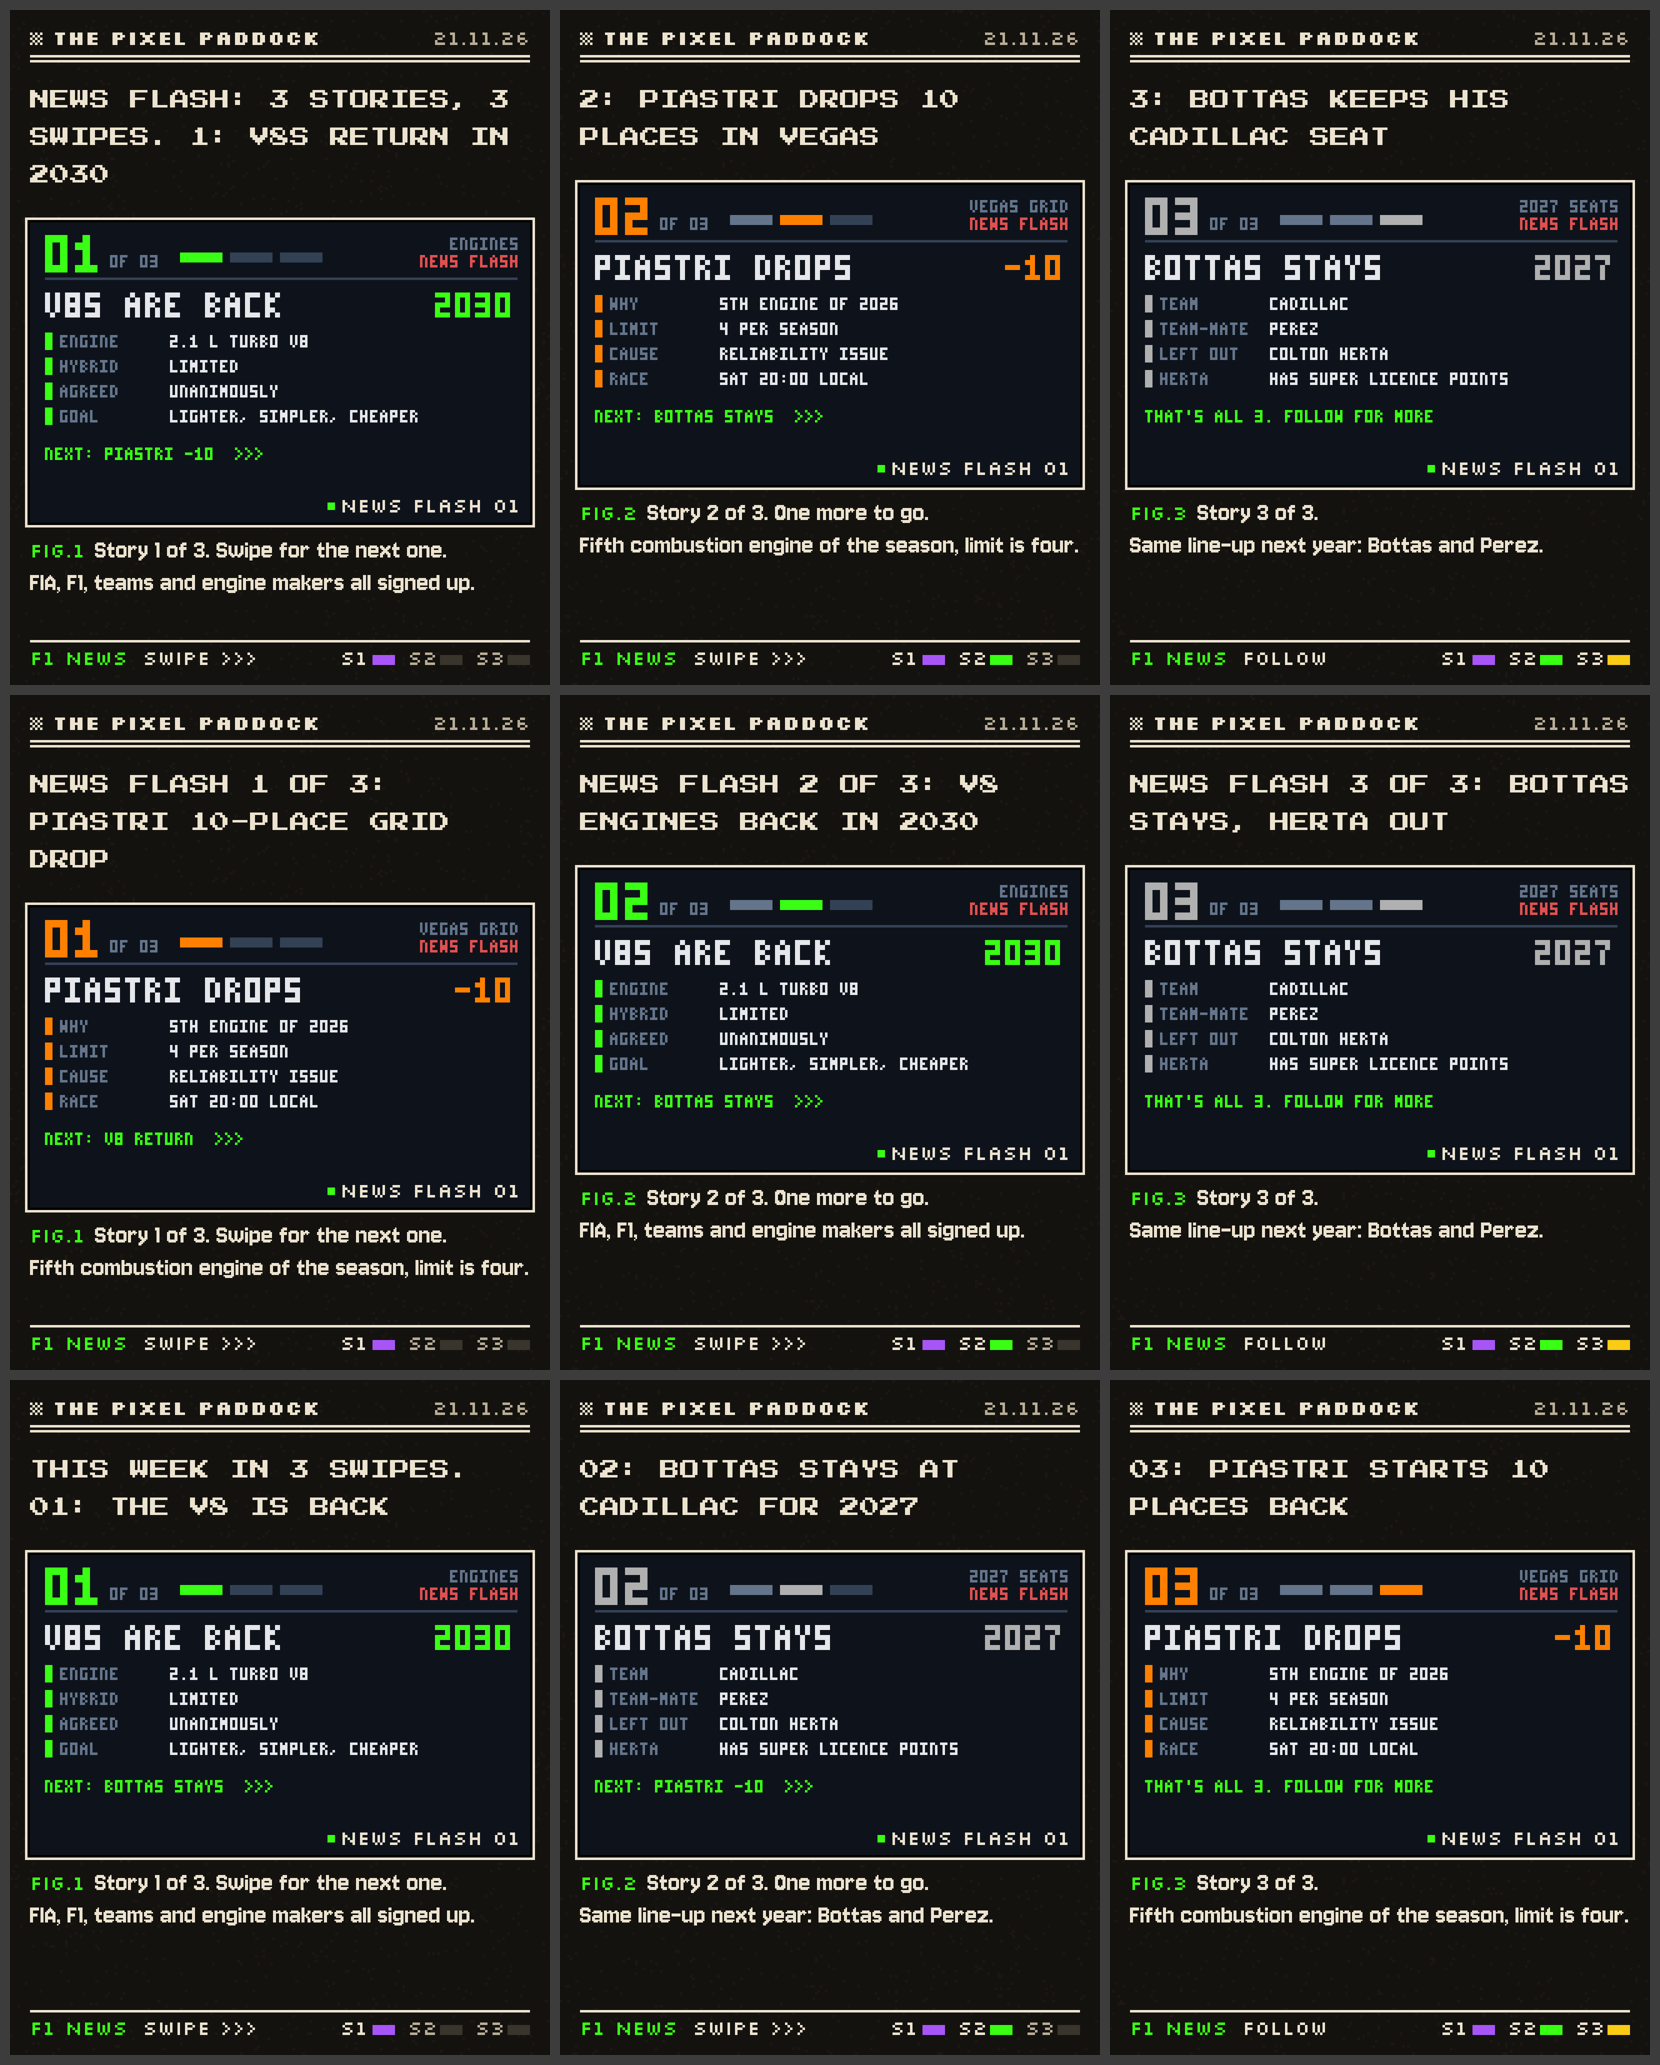 THE PIXEL PADDOCK 21.11.26
NEWS FLASH: 3 STORIES, 3
SWIPES. 1: V8S RETURN IN
2030
01 OF 03 ENGINES
NEWS FLASH
V8S ARE BACK 2030
ENGINE 2.1 L TURBO V8
HYBRID LIMITED
AGREED UNANIMOUSLY
GOAL LIGHTER, SIMPLER, CHEAPER
NEXT: PIASTRI -10 >>>
NEWS FLASH 01
FIG.1 Story 1 of 3. Swipe for the next one.
FIA, F1, teams and engine makers all signed up.
F1 NEWS SWIPE >>> S1 S2 S3
THE PIXEL PADDOCK 21.11.26
2: PIASTRI DROPS 10
PLACES IN VEGAS
02 OF 03 VEGAS GRID
NEWS FLASH
PIASTRI DROPS -10
WHY 5TH ENGINE OF 2026
LIMIT 4 PER SEASON
CAUSE RELIABILITY ISSUE
RACE SAT 20:00 LOCAL
NEXT: BOTTAS STAYS >>>
NEWS FLASH 01
FIG.2 Story 2 of 3. One more to go.
Fifth combustion engine of the season, limit is four.
F1 NEWS SWIPE >>> S1 S2 S3
THE PIXEL PADDOCK 21.11.26
3: BOTTAS KEEPS HIS
CADILLAC SEAT
03 OF 03 2027 SEATS
NEWS FLASH
BOTTAS STAYS 2027
TEAM CADILLAC
TEAM-MATE PEREZ
LEFT OUT COLTON HERTA
HERTA HAS SUPER LICENCE POINTS
THAT'S ALL 3. FOLLOW FOR MORE
NEWS FLASH 01
FIG.3 Story 3 of 3.
Same line-up next year: Bottas and Perez.
F1 NEWS FOLLOW S1 S2 S3
THE PIXEL PADDOCK 21.11.26
NEWS FLASH 1 OF 3:
PIASTRI 10-PLACE GRID
DROP
01 OF 03 VEGAS GRID
NEWS FLASH
PIASTRI DROPS -10
WHY 5TH ENGINE OF 2026
LIMIT 4 PER SEASON
CAUSE RELIABILITY ISSUE
RACE SAT 20:00 LOCAL
NEXT: V8 RETURN >>>
NEWS FLASH 01
FIG.1 Story 1 of 3. Swipe for the next one.
Fifth combustion engine of the season, limit is four.
F1 NEWS SWIPE >>> S1 S2 S3
THE PIXEL PADDOCK 21.11.26
NEWS FLASH 2 OF 3: V8
ENGINES BACK IN 2030
02 OF 03 ENGINES
NEWS FLASH
V8S ARE BACK 2030
ENGINE 2.1 L TURBO V8
HYBRID LIMITED
AGREED UNANIMOUSLY
GOAL LIGHTER, SIMPLER, CHEAPER
NEXT: BOTTAS STAYS >>>
NEWS FLASH 01
FIG.2 Story 2 of 3. One more to go.
FIA, F1, teams and engine makers all signed up.
F1 NEWS SWIPE >>> S1 S2 S3
THE PIXEL PADDOCK 21.11.26
NEWS FLASH 3 OF 3: BOTTAS
STAYS, HERTA OUT
03 OF 03 2027 SEATS
NEWS FLASH
BOTTAS STAYS 2027
TEAM CADILLAC
TEAM-MATE PEREZ
LEFT OUT COLTON HERTA
HERTA HAS SUPER LICENCE POINTS
THAT'S ALL 3. FOLLOW FOR MORE
NEWS FLASH 01
FIG.3 Story 3 of 3.
Same line-up next year: Bottas and Perez.
F1 NEWS FOLLOW S1 S2 S3
THE PIXEL PADDOCK 21.11.26
THIS WEEK IN 3 SWIPES.
01: THE V8 IS BACK
01 OF 03 ENGINES
NEWS FLASH
V8S ARE BACK 2030
ENGINE 2.1 L TURBO V8
HYBRID LIMITED
AGREED UNANIMOUSLY
GOAL LIGHTER, SIMPLER, CHEAPER
NEXT: BOTTAS STAYS >>>
NEWS FLASH 01
FIG.1 Story 1 of 3. Swipe for the next one.
FIA, F1, teams and engine makers all signed up.
F1 NEWS SWIPE >>> S1 S2 S3
THE PIXEL PADDOCK 21.11.26
02: BOTTAS STAYS AT
CADILLAC FOR 2027
02 OF 03 2027 SEATS
NEWS FLASH
BOTTAS STAYS 2027
TEAM CADILLAC
TEAM-MATE PEREZ
LEFT OUT COLTON HERTA
HERTA HAS SUPER LICENCE POINTS
NEXT: PIASTRI -10 >>>
NEWS FLASH 01
FIG.2 Story 2 of 3. One more to go.
Same line-up next year: Bottas and Perez.
F1 NEWS SWIPE >>> S1 S2 S3
THE PIXEL PADDOCK 21.11.26
03: PIASTRI STARTS 10
PLACES BACK
03 OF 03 VEGAS GRID
NEWS FLASH
PIASTRI DROPS -10
WHY 5TH ENGINE OF 2026
LIMIT 4 PER SEASON
CAUSE RELIABILITY ISSUE
RACE SAT 20:00 LOCAL
THAT'S ALL 3. FOLLOW FOR MORE
NEWS FLASH 01
FIG.3 Story 3 of 3.
Fifth combustion engine of the season, limit is four.
F1 NEWS FOLLOW S1 S2 S3